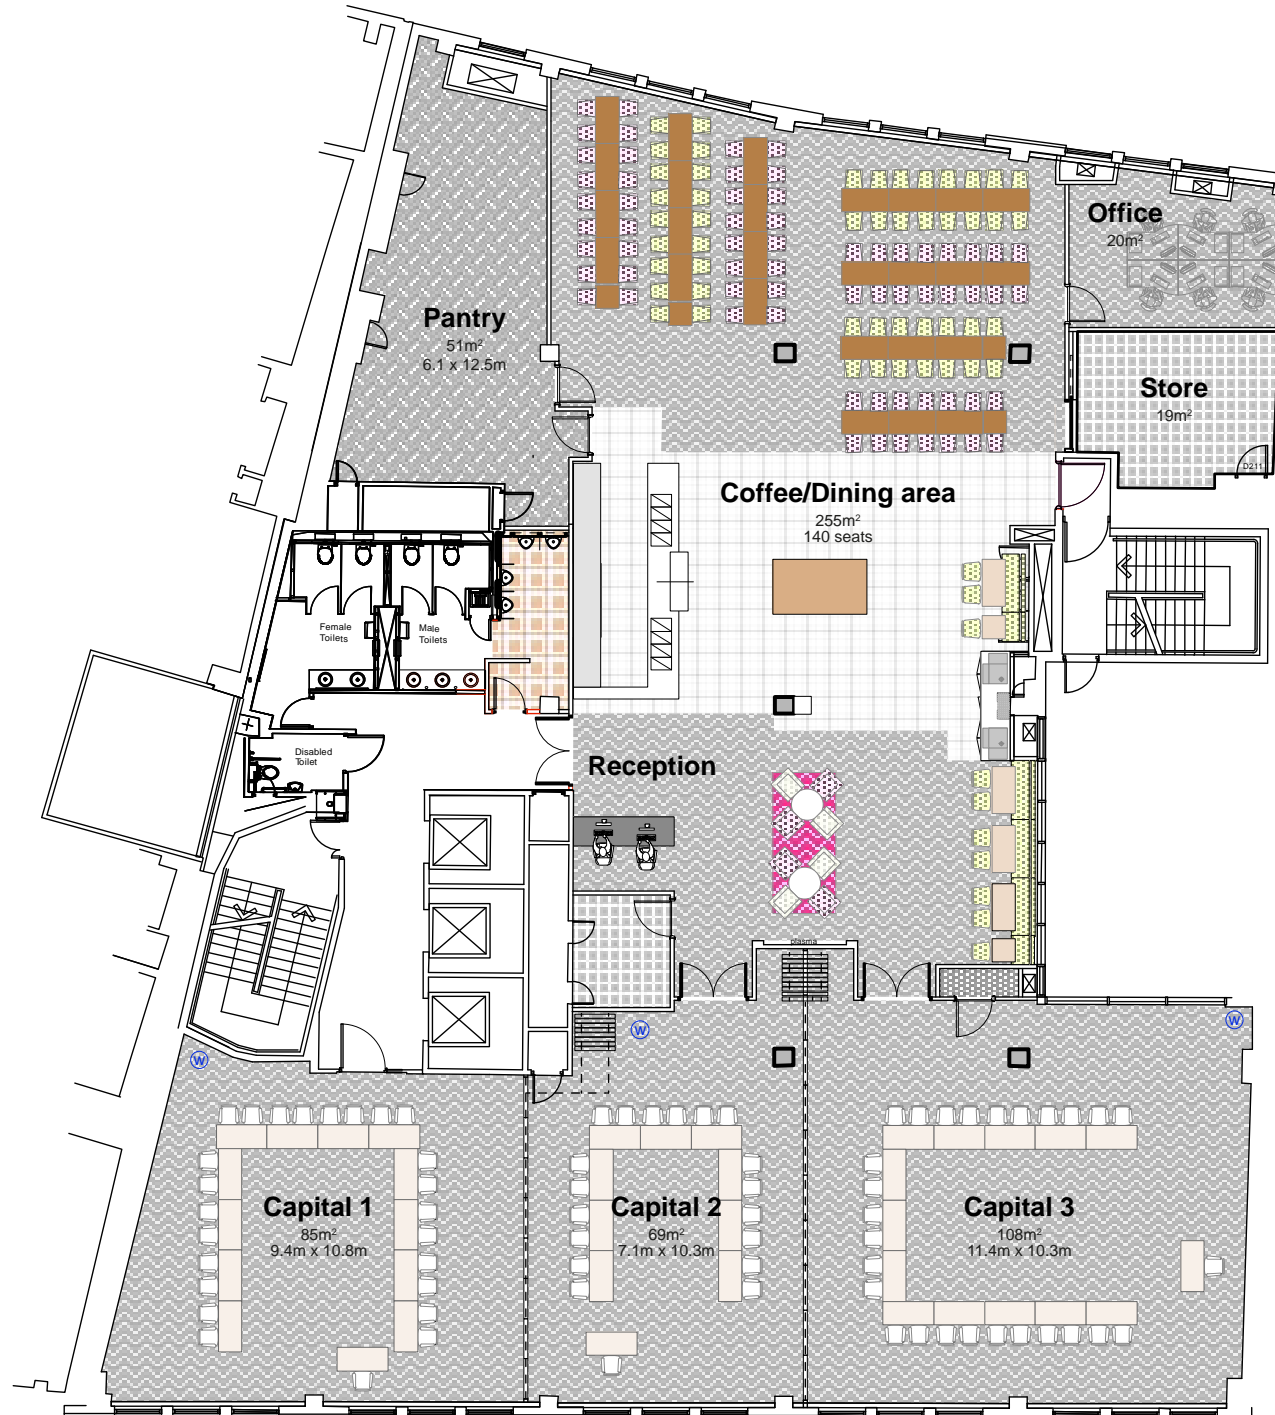 Office
20m²
Pantry
51m²
6.1 x 12.5m
Store
19m²
D211
Coffee/Dining area
255m²
140 seats
Female
Toilets
Male
Toilets
Disabled
Toilet
Reception
plasma
W
W
W
Capital 1
85m²
9.4m x 10.8m
Capital 2
69m²
7.1m x 10.3m
Capital 3
108m²
11.4m x 10.3m